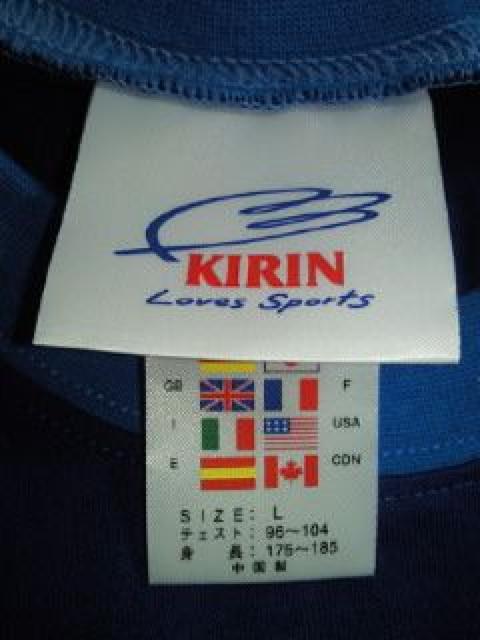 KIRIN
Loves Sports
GB F
I USA
E CDN
SIZE: L
チェスト: 96~104
身 長: 175~185
中国製